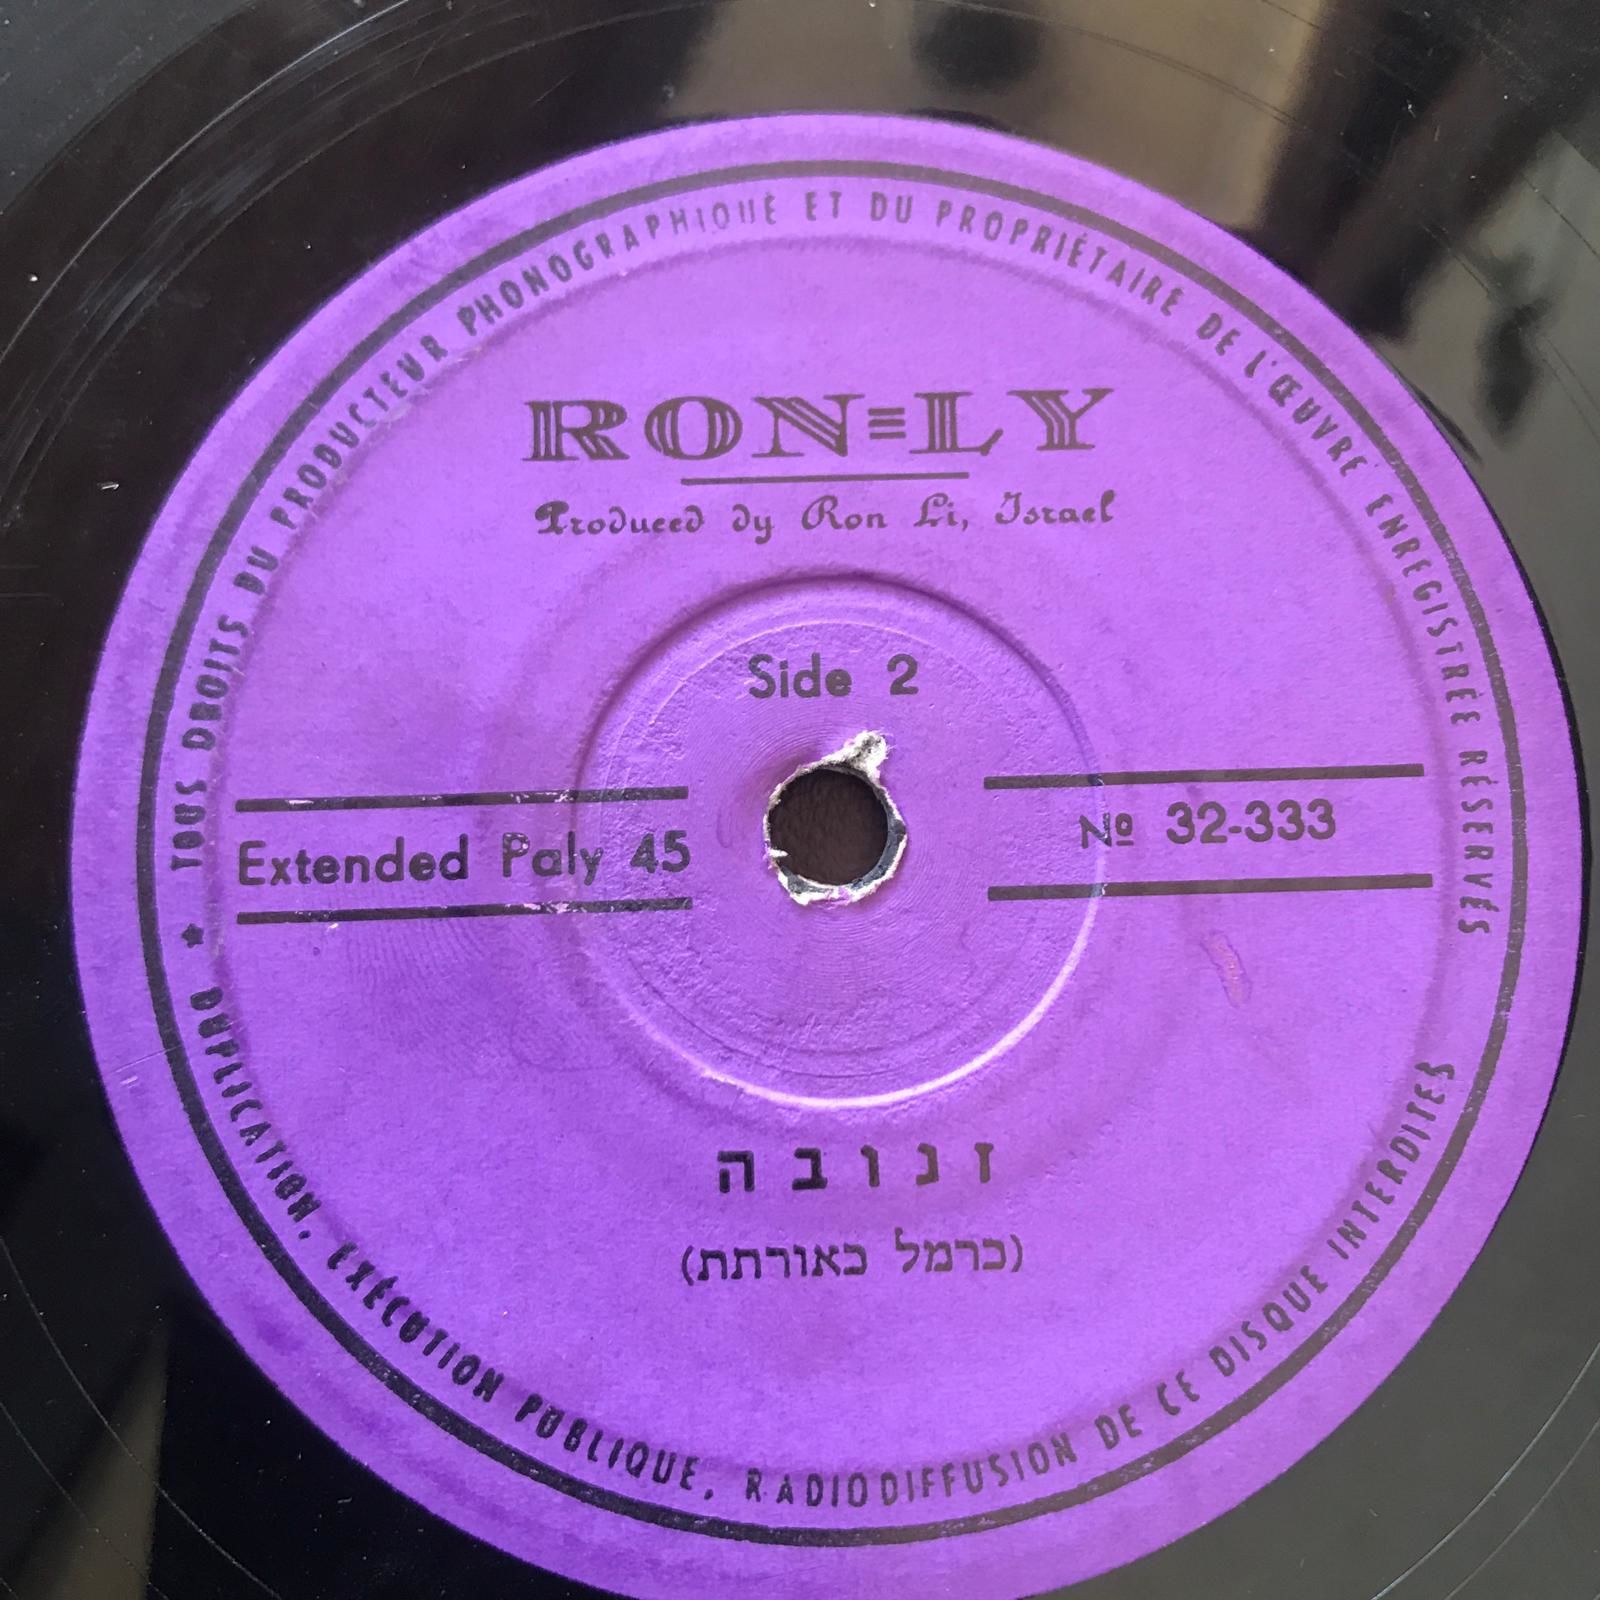 TOUS DROITS DU PRODUCTEUR PHONOGRAPHIQUE ET DU PROPRIÉTAIRE DE L'ŒUVRE ENREGISTRÉE RÉSERVÉS
RON≡LY
Produced dy Ron Li, Israel
Side 2
Extended Paly 45
Nº 32-333
זנובה
(כרמל כאורתת)
★ DUPLICATION, EXÉCUTION PUBLIQUE, RADIODIFFUSION DE CE DISQUE INTERDITES